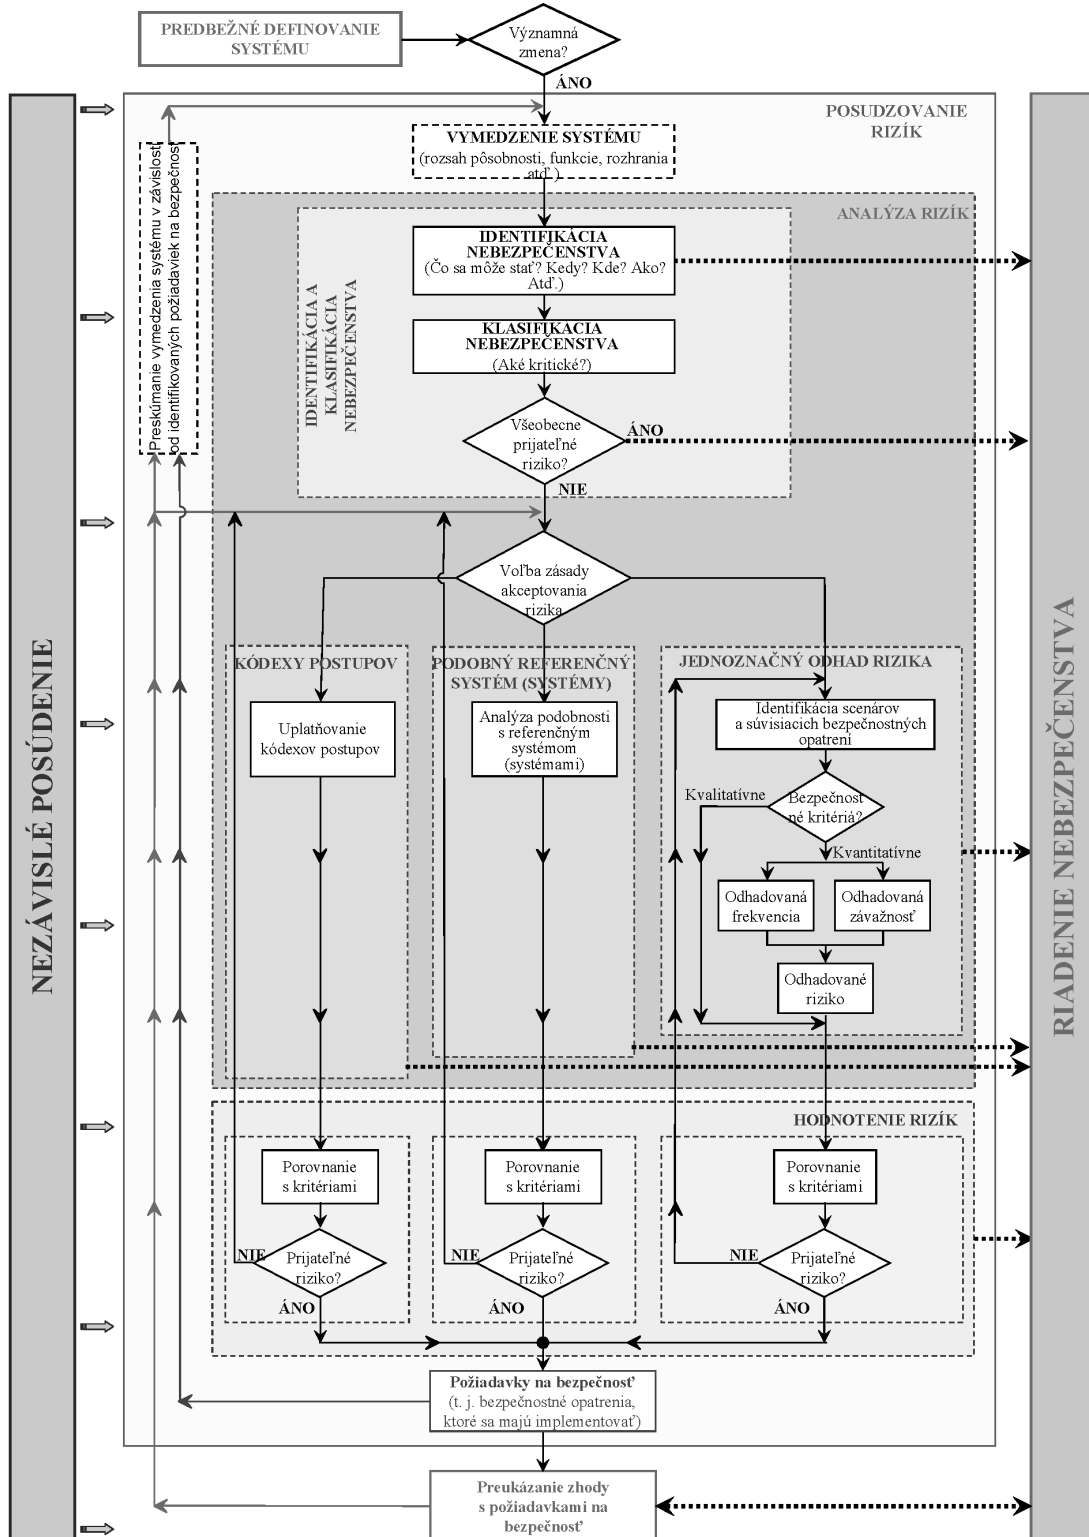 PREDBEŽNÉ DEFINOVANIE
SYSTÉMU
Významná
zmena?
ÁNO
POSUDZOVANIE
RIZÍK
VYMEDZENIE SYSTÉMU
(rozsah pôsobnosti, funkcie, rozhrania
atď.)
Preskúmanie vymedzenia systému v závislosti
od identifikovaných požiadaviek na bezpečnosť
ANALÝZA RIZÍK
IDENTIFIKÁCIA A
KLASIFIKÁCIA
NEBEZPEČENSTVA
IDENTIFIKÁCIA
NEBEZPEČENSTVA
(Čo sa môže stať? Kedy? Kde? Ako?
Atď.)
KLASIFIKÁCIA
NEBEZPEČENSTVA
(Aké kritické?)
Všeobecne
prijateľné
riziko?
ÁNO
NIE
Voľba zásady
akceptovania
rizika
NEZÁVISLÉ POSÚDENIE
RIADENIE NEBEZPEČENSTVA
KÓDEXY POSTUPOV
PODOBNÝ REFERENČNÝ
SYSTÉM (SYSTÉMY)
JEDNOZNAČNÝ ODHAD RIZIKA
Uplatňovanie
kódexov postupov
Analýza podobnosti
s referenčným
systémom
(systémami)
Identifikácia scenárov
a súvisiacich bezpečnostných
opatrení
Kvalitatívne
Bezpečnost
né kritériá?
Kvantitatívne
Odhadovaná
frekvencia
Odhadovaná
závažnosť
Odhadované
riziko
HODNOTENIE RIZÍK
Porovnanie
s kritériami
Porovnanie
s kritériami
Porovnanie
s kritériami
NIE
Prijateľné
riziko?
NIE
Prijateľné
riziko?
NIE
Prijateľné
riziko?
ÁNO
ÁNO
ÁNO
Požiadavky na bezpečnosť
(t. j. bezpečnostné opatrenia,
ktoré sa majú implementovať)
Preukázanie zhody
s požiadavkami na
bezpečnosť